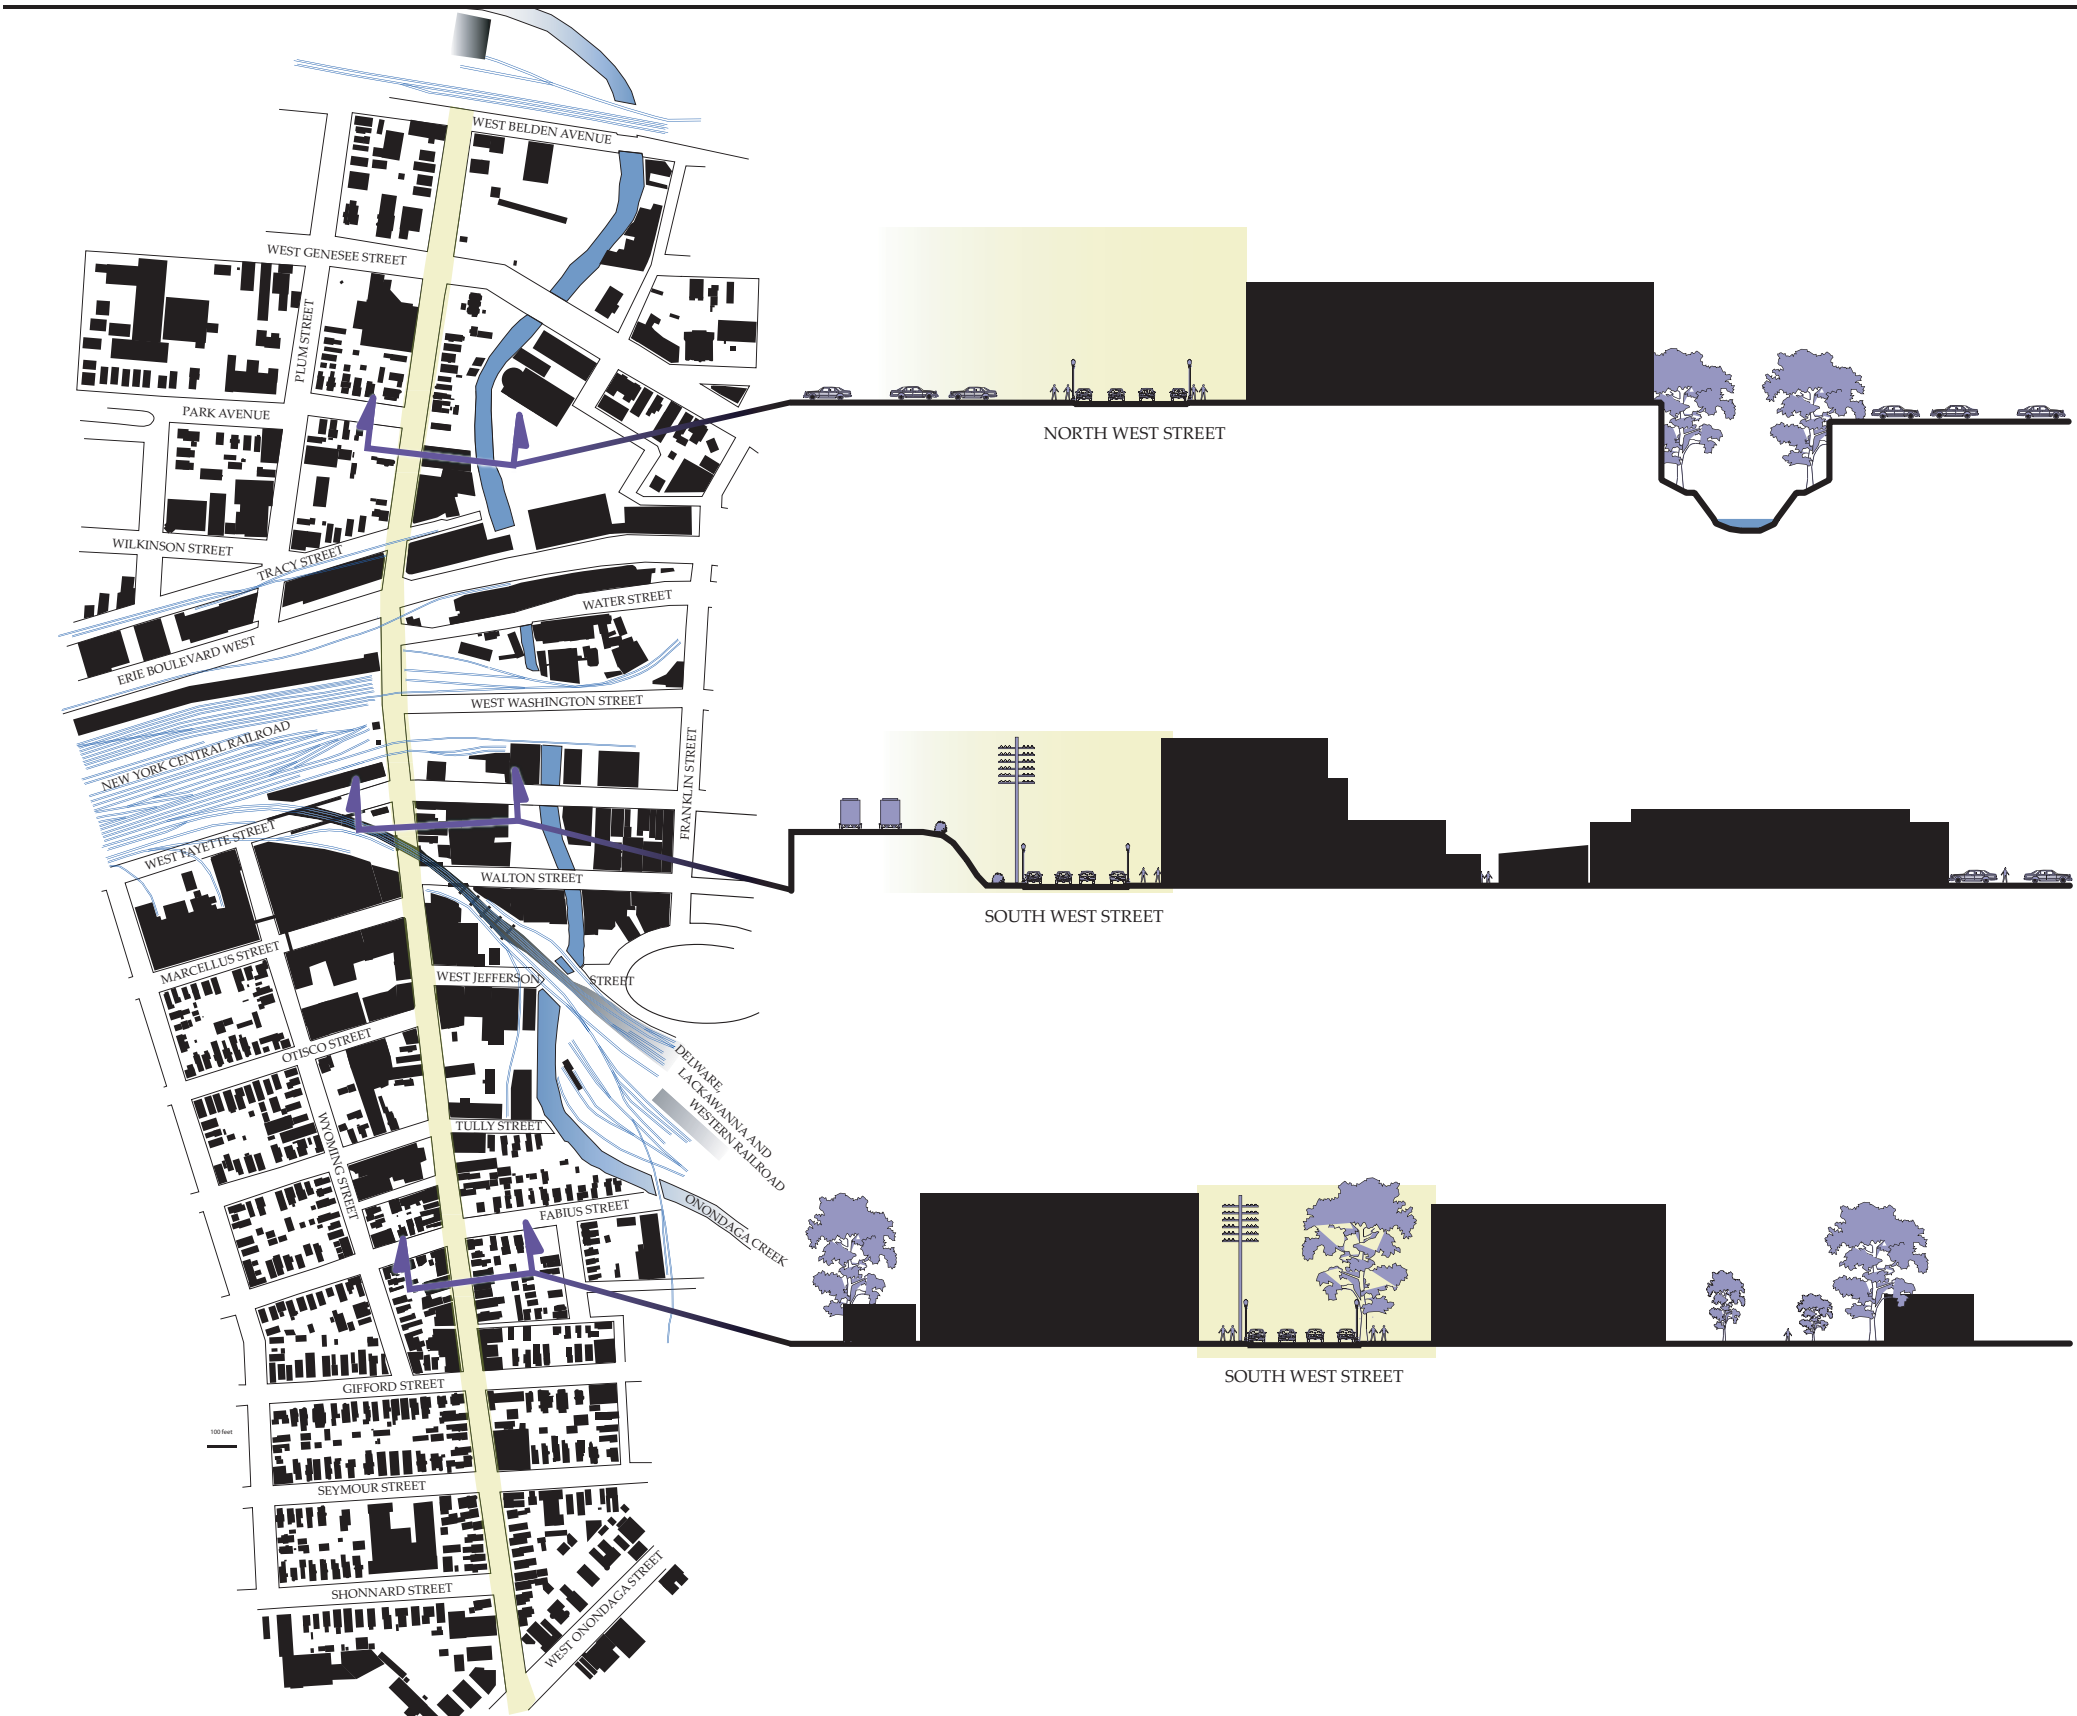 WEST BELDEN AVENUE
WEST GENESEE STREET
PLUM STREET
PARK AVENUE
NORTH WEST STREET
WILKINSON STREET
TRACY STREET
WATER STREET
ERIE BOULEVARD WEST
WEST WASHINGTON STREET
NEW YORK CENTRAL RAILROAD
FRANKLIN STREET
WEST FAYETTE STREET
WALTON STREET
SOUTH WEST STREET
MARCELLUS STREET
WEST JEFFERSON STREET
OTISCO STREET
DELWARE,
LACKAWANNA AND
WESTERN RAILROAD
WYOMING STREET
TULLY STREET
FABIUS STREET
ONONDAGA CREEK
SOUTH WEST STREET
GIFFORD STREET
100 feet
SEYMOUR STREET
SHONNARD STREET
WEST ONONDAGA STREET